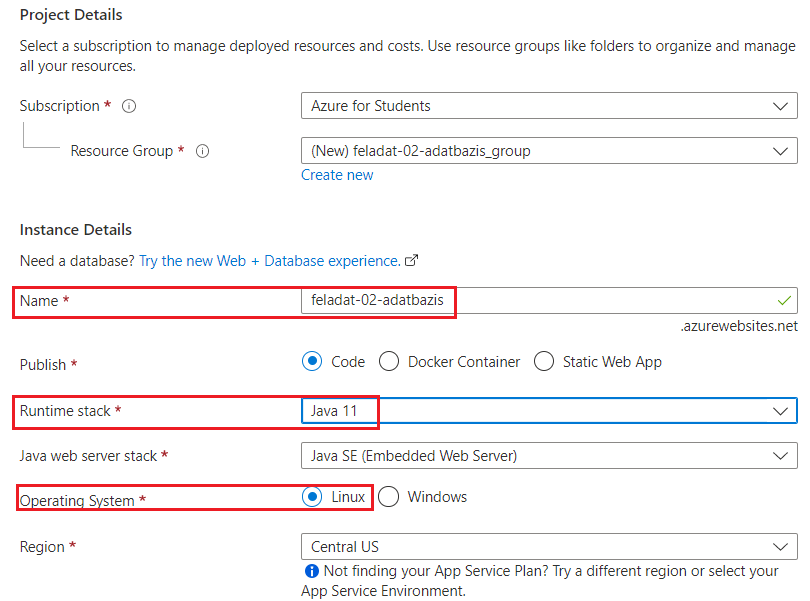 Project Details
Select a subscription to manage deployed resources and costs. Use resource groups like folders to organize and manage
all your resources.
Subscription *
Azure for Students
Resource Group *
(New) feladat-02-adatbazis_group
Create new
Instance Details
Need a database? Try the new Web + Database experience.
Name *
feladat-02-adatbazis
.azurewebsites.net
Publish *
Code
Docker Container
Static Web App
Runtime stack *
Java 11
Java web server stack *
Java SE (Embedded Web Server)
Operating System *
Linux
Windows
Region *
Central US
Not finding your App Service Plan? Try a different region or select your
App Service Environment.